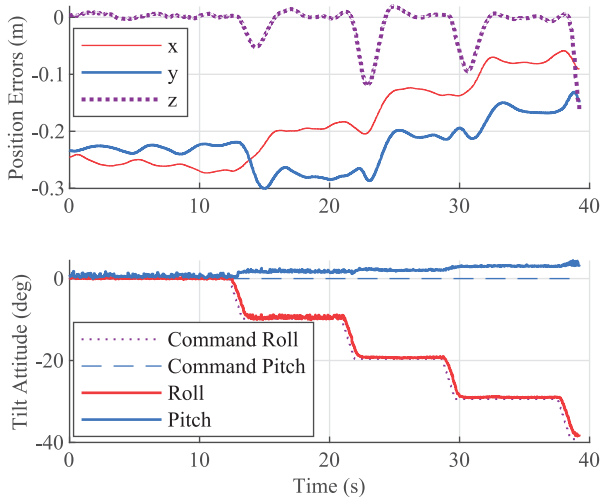 Position Errors (m)
0
-0.1
-0.2
-0.3
x
y
z
0
10
20
30
40
Tilt Attitude (deg)
0
-20
-40
Command Roll
Command Pitch
Roll
Pitch
0
10
20
30
40
Time (s)